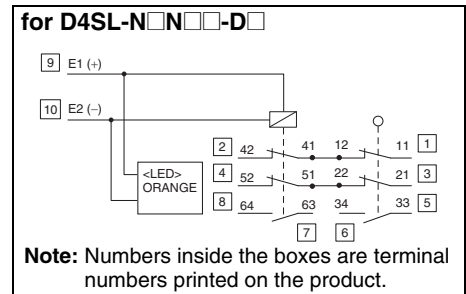 for D4SL-N□N□□-D□
9 E1 (+)
10 E2 (−)
2 42 41 12 11 1
<LED> 4 52 51 22 21 3
ORANGE
8 64 63 34 33 5
7 6
Note: Numbers inside the boxes are terminal
numbers printed on the product.